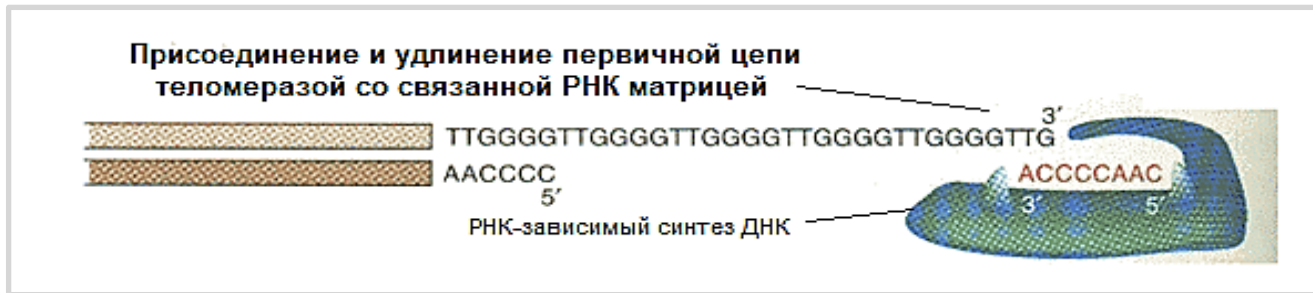 Присоединение и удлинение первичной цепи
теломеразой со связанной РНК матрицей
3′
TTGGGGTTGGGGTTGGGGTTGGGGTTGGGGTTG
AACCCC
5′
ACCCCAAC
3′ 5′
РНК-зависимый синтез ДНК